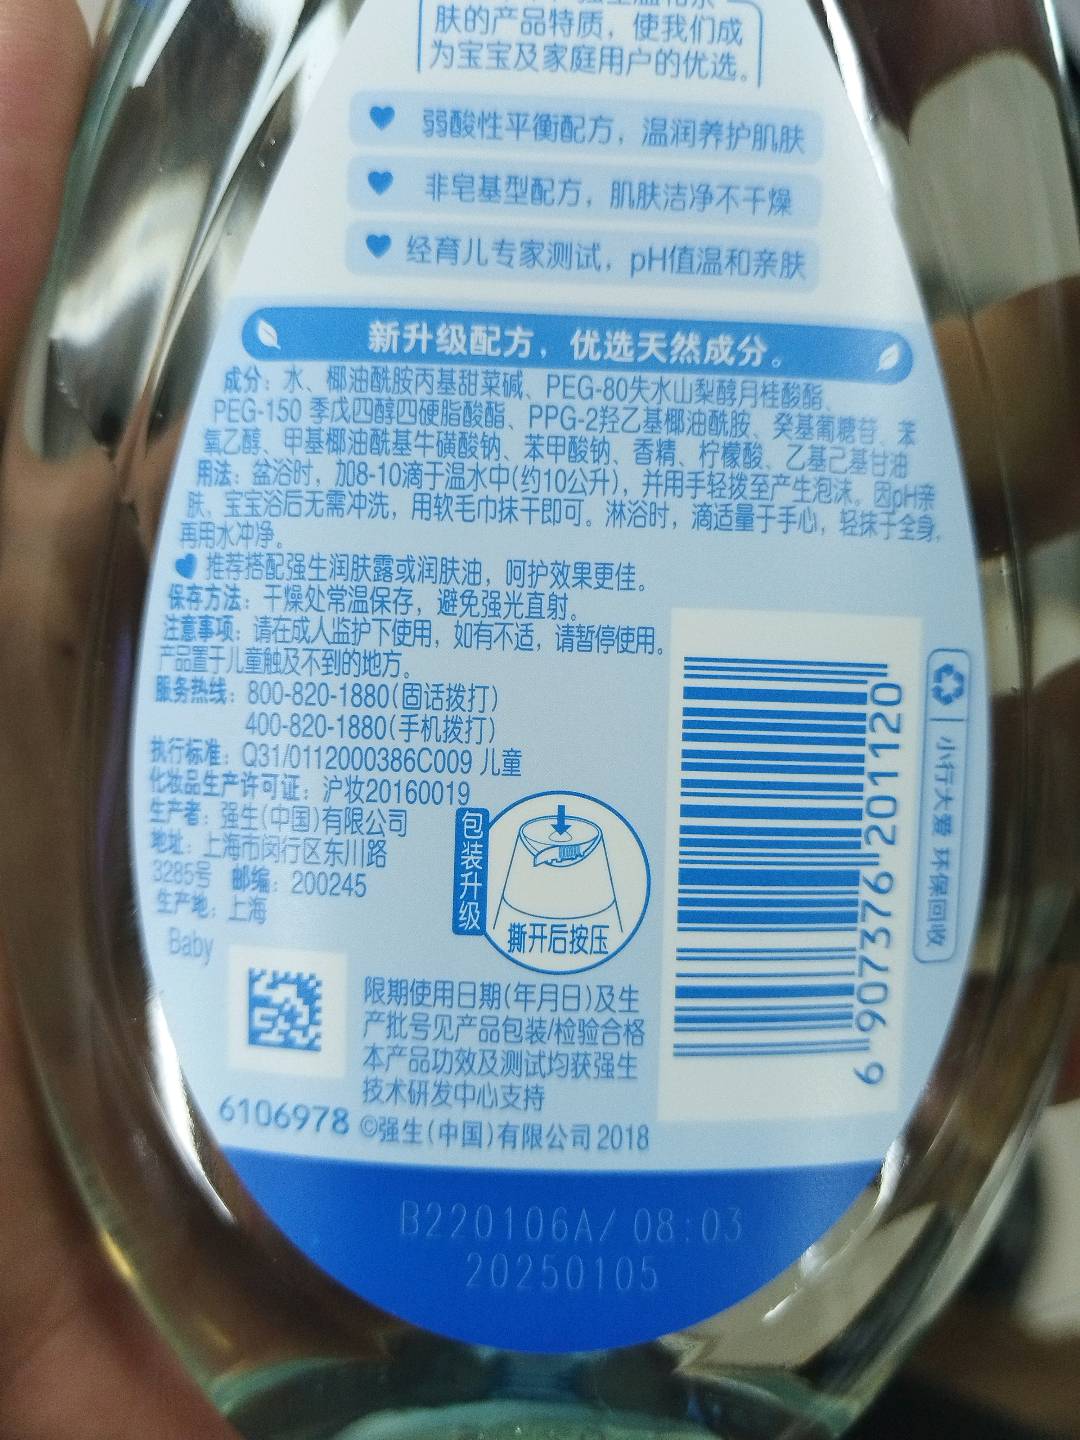 肤的产品特质，使我们成
为宝宝及家庭用户的优选。
弱酸性平衡配方，温润养护肌肤
非皂基型配方，肌肤洁净不干燥
经育儿专家测试，pH值温和亲肤
新升级配方，优选天然成分。
成分：水、椰油酰胺丙基甜菜碱、PEG-80失水山梨醇月桂酸酯、
PEG-150 季戊四醇四硬脂酸酯、PPG-2羟乙基椰油酰胺、癸基葡糖苷、苯
氧乙醇、甲基椰油酰基牛磺酸钠、苯甲酸钠、香精、柠檬酸、乙基己基甘油
用法：盆浴时，加8-10滴于温水中(约10公升)，并用手轻拨至产生泡沫。因pH亲
肤、宝宝浴后无需冲洗，用软毛巾抹干即可。淋浴时，滴适量于手心，轻抹于全身，
再用水冲净。
推荐搭配强生润肤露或润肤油，呵护效果更佳。
保存方法：干燥处常温保存，避免强光直射。
注意事项：请在成人监护下使用，如有不适，请暂停使用。
产品置于儿童触及不到的地方。
服务热线：800-820-1880(固话拨打)
400-820-1880(手机拨打)
执行标准：Q31/0112000386C009 儿童
化妆品生产许可证：沪妆20160019
生产者：强生(中国)有限公司
地址：上海市闵行区东川路
3285号 邮编：200245
生产地：上海
Baby
包装升级
撕开后按压
6 907376 201120
小行大爱 环保回收
限期使用日期(年月日)及生
产批号见产品包装/检验合格
本产品功效及测试均获强生
技术研发中心支持
6106978 ©强生(中国)有限公司 2018
B220106A/ 08:03
20250105